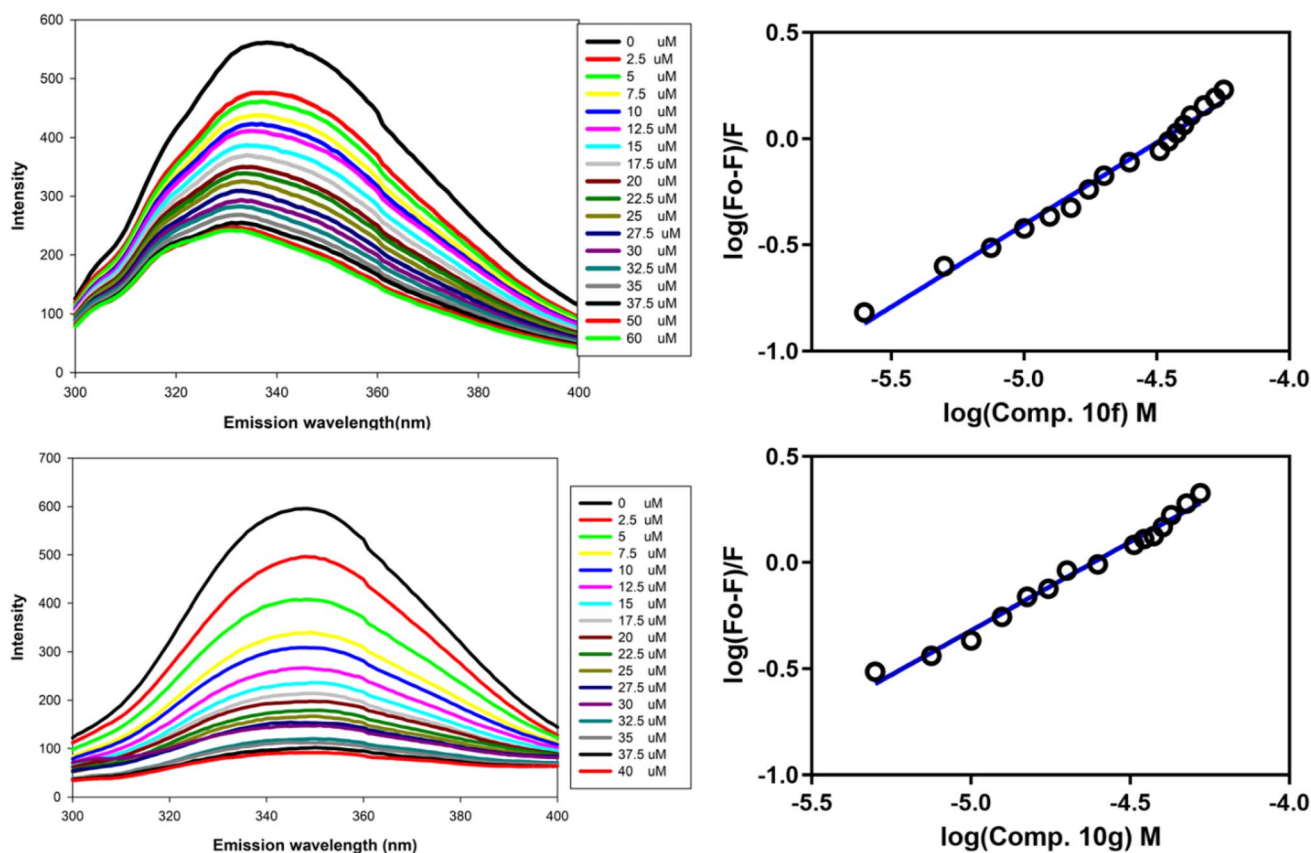 600
500
400
300
200
100
0
Intensity
300 320 340 360 380 400
Emission wavelength(nm)
0 uM
2.5 uM
5 uM
7.5 uM
10 uM
12.5 uM
15 uM
17.5 uM
20 uM
22.5 uM
25 uM
27.5 uM
30 uM
32.5 uM
35 uM
37.5 uM
50 uM
60 uM
0.5
0.0
-0.5
-1.0
log(Fo-F)/F
-5.5 -5.0 -4.5 -4.0
log(Comp. 10f) M
700
600
500
400
300
200
100
0
Intensity
300 320 340 360 380 400
Emission wavelength (nm)
0 uM
2.5 uM
5 uM
7.5 uM
10 uM
12.5 uM
15 uM
17.5 uM
20 uM
22.5 uM
25 uM
27.5 uM
30 uM
32.5 uM
35 uM
37.5 uM
40 uM
0.5
0.0
-0.5
-1.0
log(Fo-F)/F
-5.5 -5.0 -4.5 -4.0
log(Comp. 10g) M